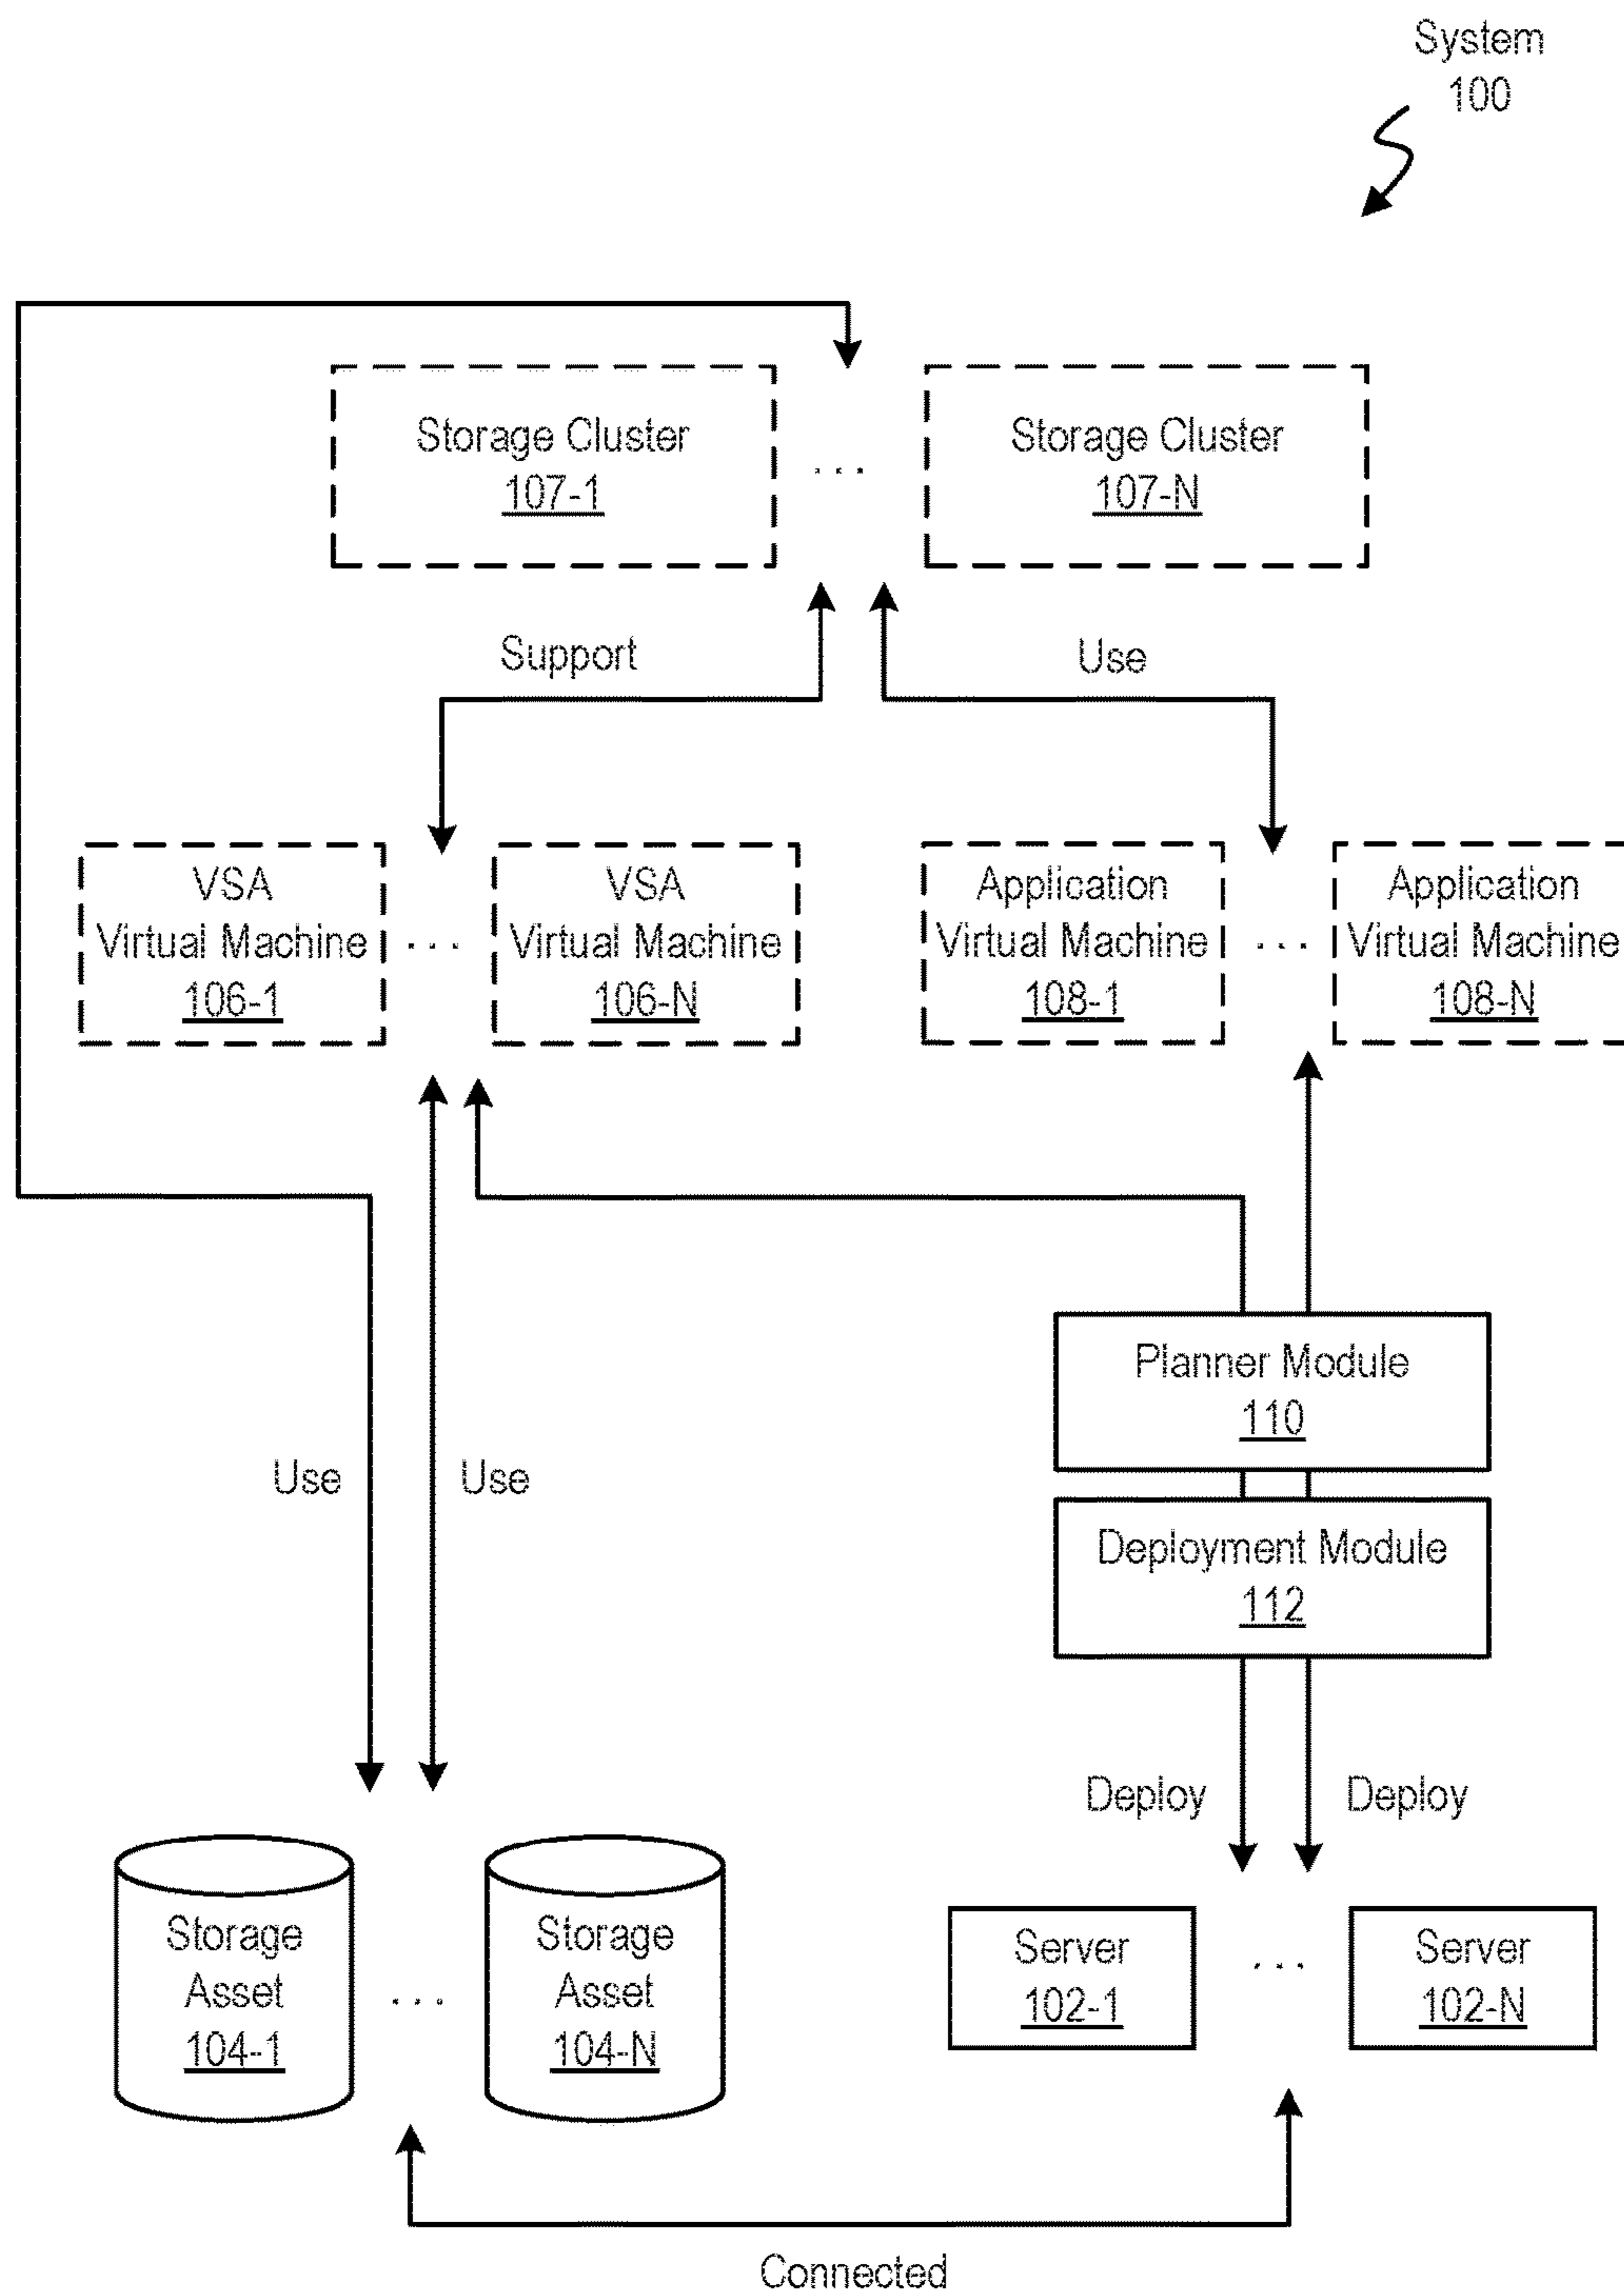 System
100
Storage Cluster
107-1
...
Storage Cluster
107-N
Support
Use
VSA
Virtual Machine
106-1
...
VSA
Virtual Machine
106-N
Application
Virtual Machine
108-1
...
Application
Virtual Machine
108-N
Planner Module
110
Use
Use
Deployment Module
112
Deploy
Deploy
Storage
Asset
104-1
...
Storage
Asset
104-N
Server
102-1
...
Server
102-N
Connected